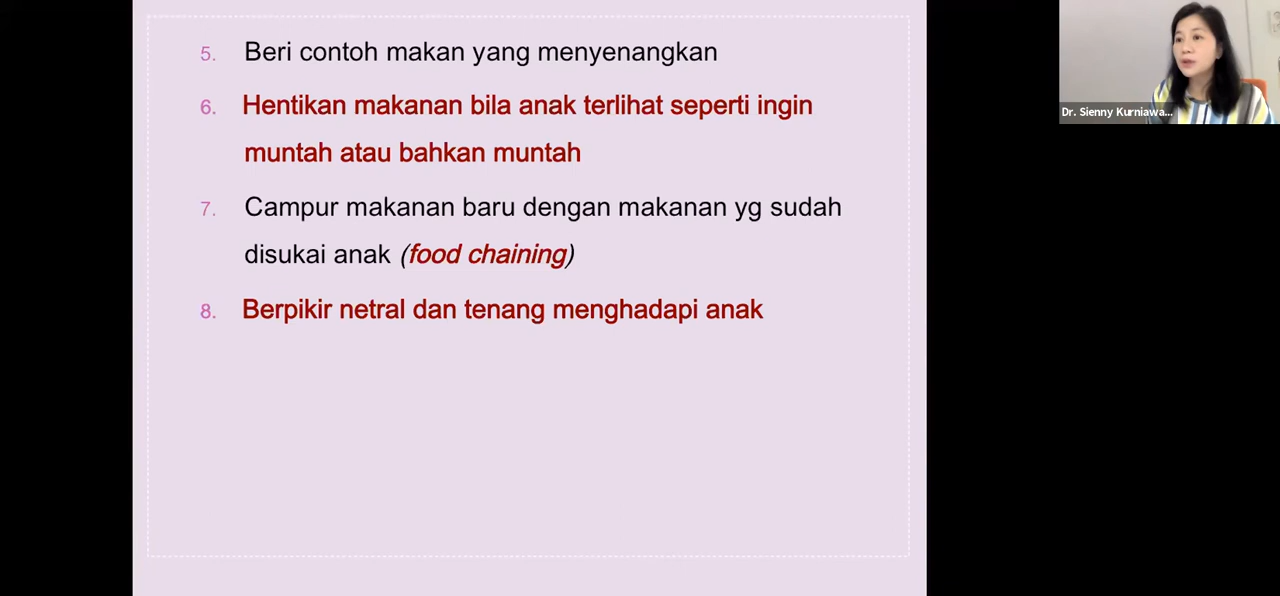 5. Beri contoh makan yang menyenangkan
6. Hentikan makanan bila anak terlihat seperti ingin
muntah atau bahkan muntah
7. Campur makanan baru dengan makanan yg sudah
disukai anak (food chaining)
8. Berpikir netral dan tenang menghadapi anak
Dr. Sienny Kurniawa...